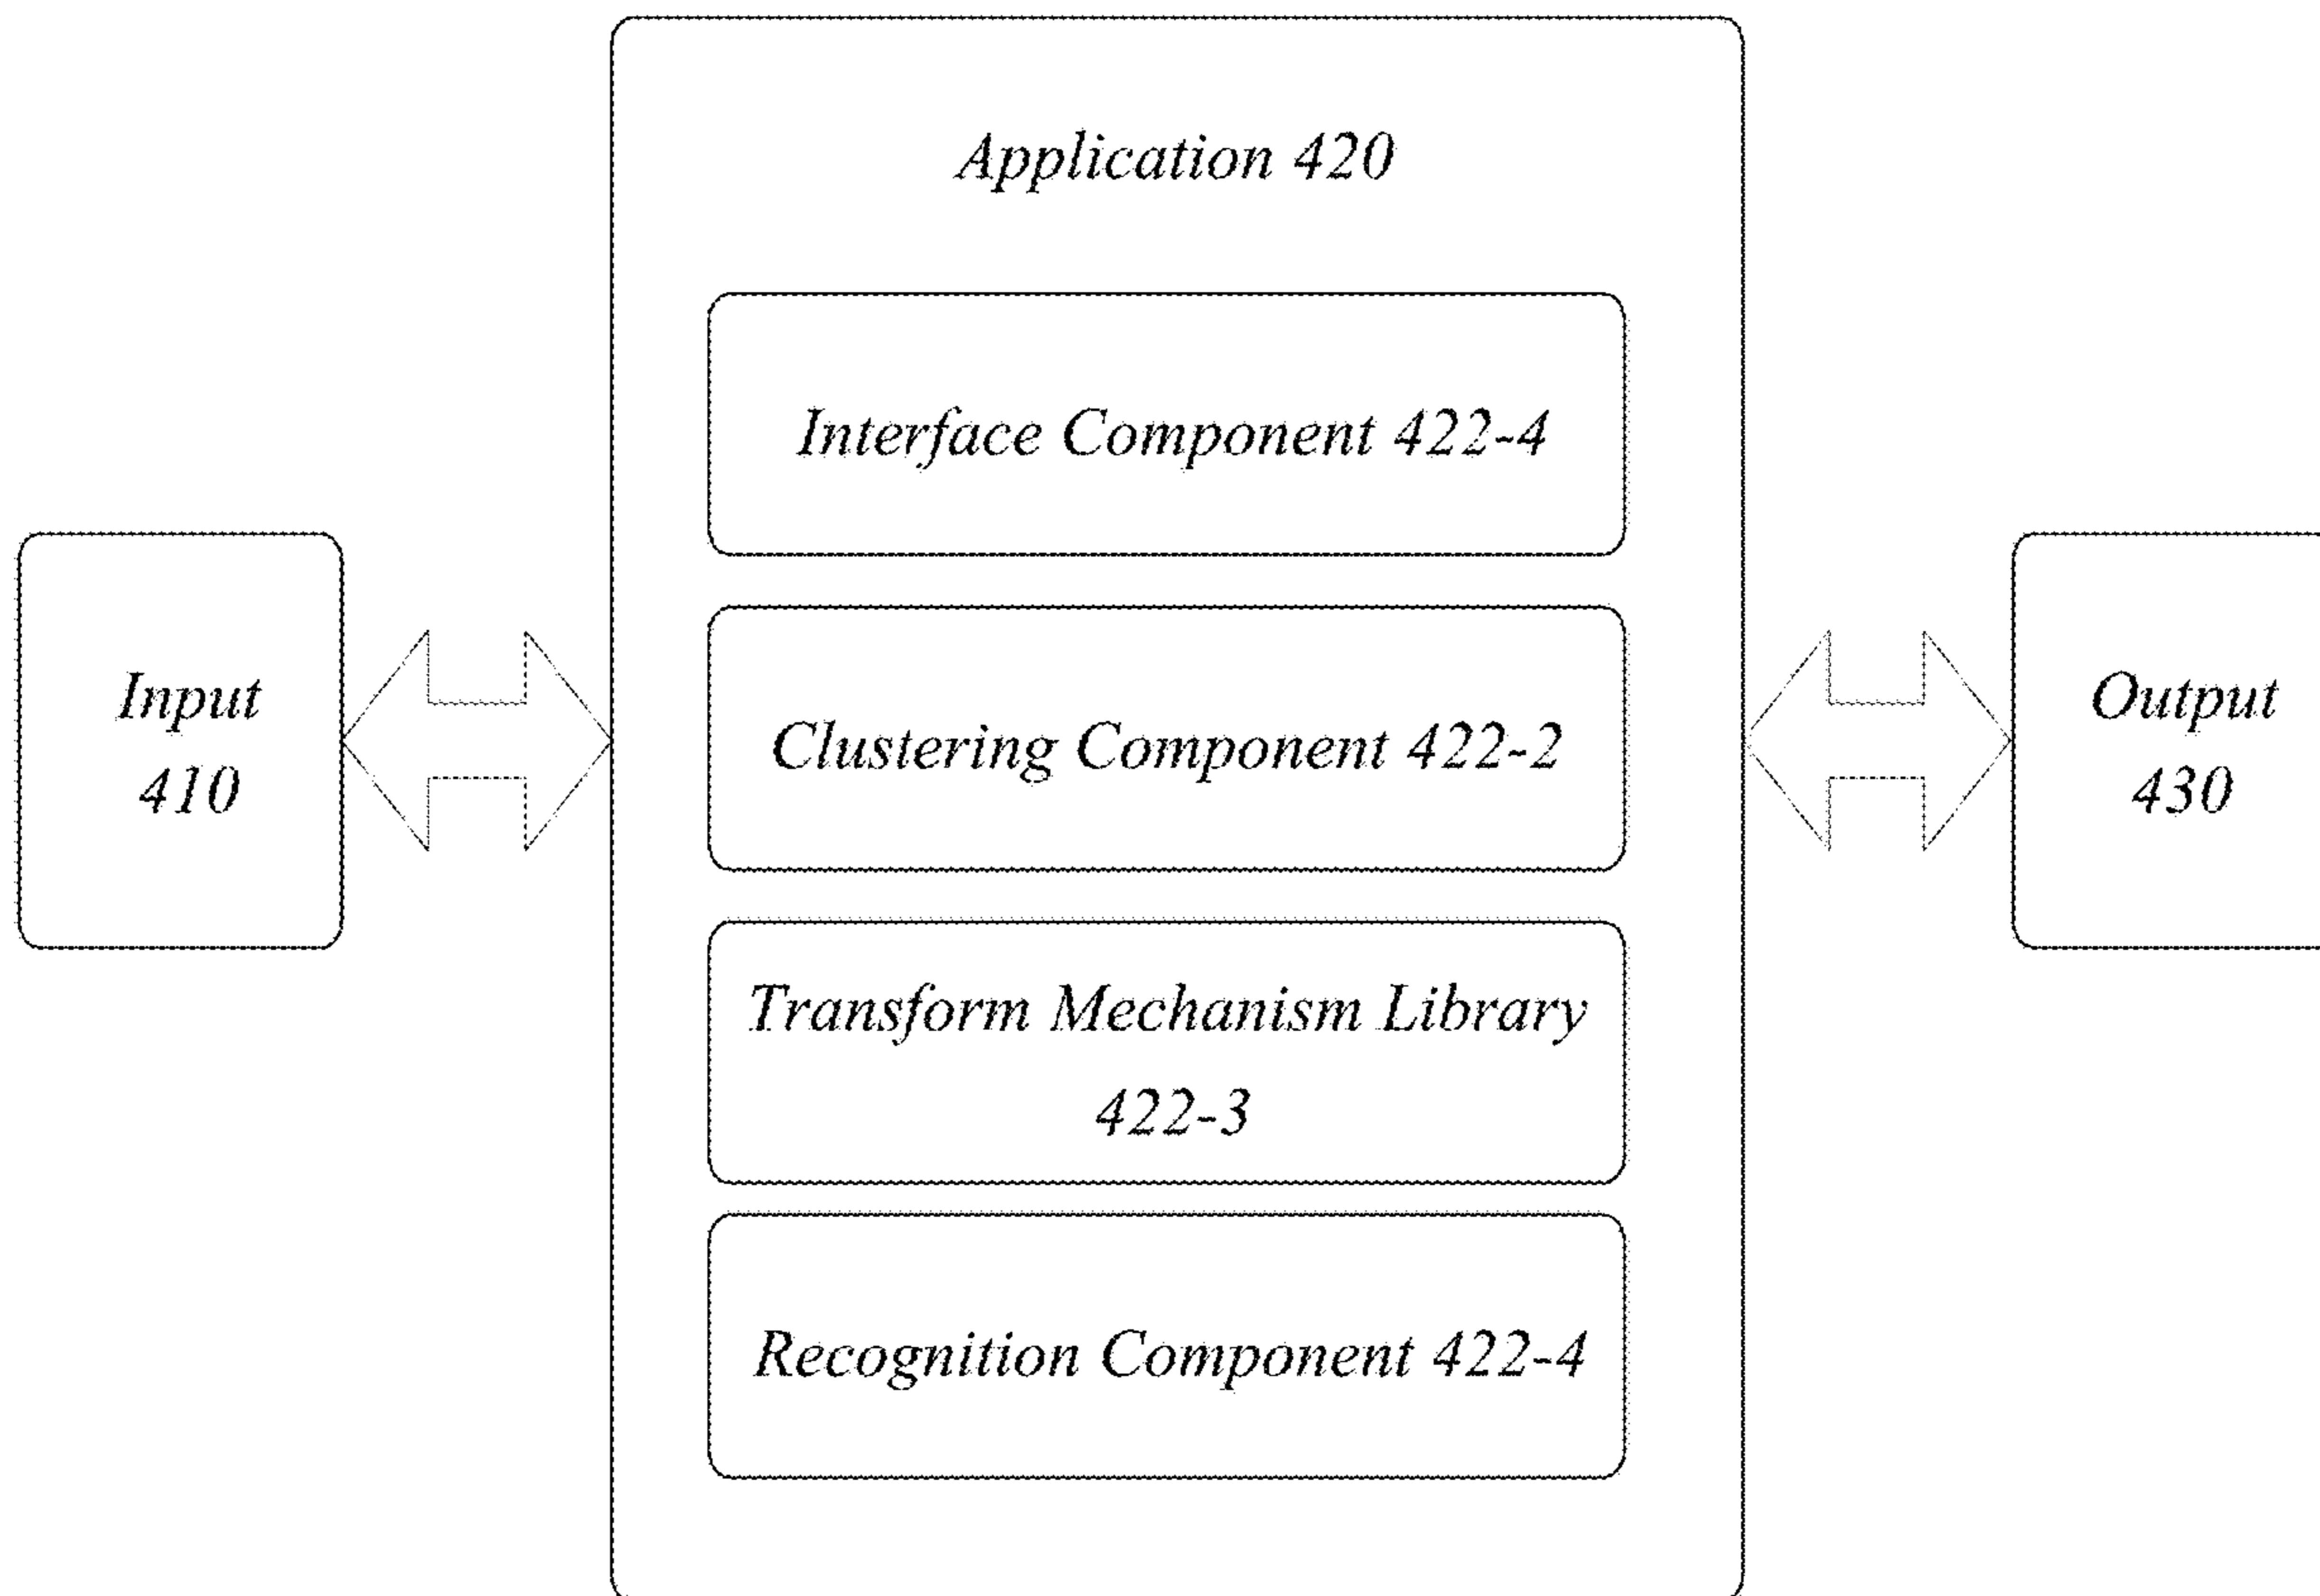 Application 420
Interface Component 422-4
Input
410
Clustering Component 422-2
Output
430
Transform Mechanism Library
422-3
Recognition Component 422-4